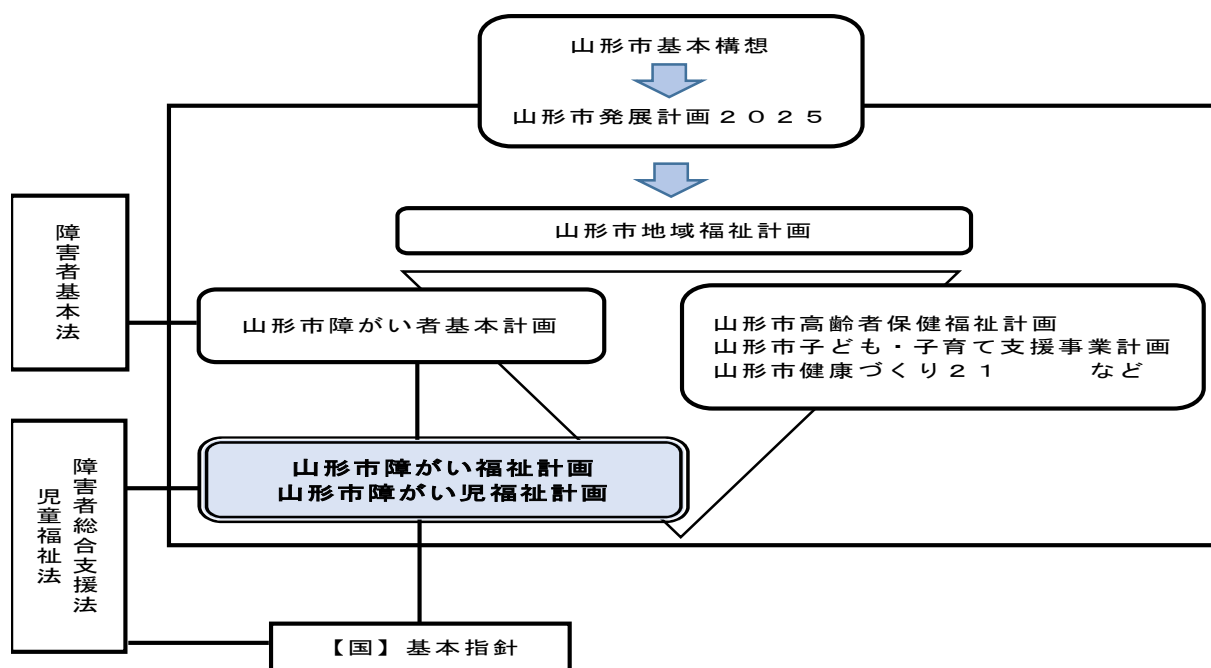 山形市基本構想
山形市発展計画２０２５
山形市地域福祉計画
障害者基本法
山形市障がい者基本計画
山形市高齢者保健福祉計画
山形市子ども・子育て支援事業計画
山形市健康づくり２１　　　など
山形市障がい福祉計画
山形市障がい児福祉計画
障害者総合支援法
児童福祉法
【国】基本指針